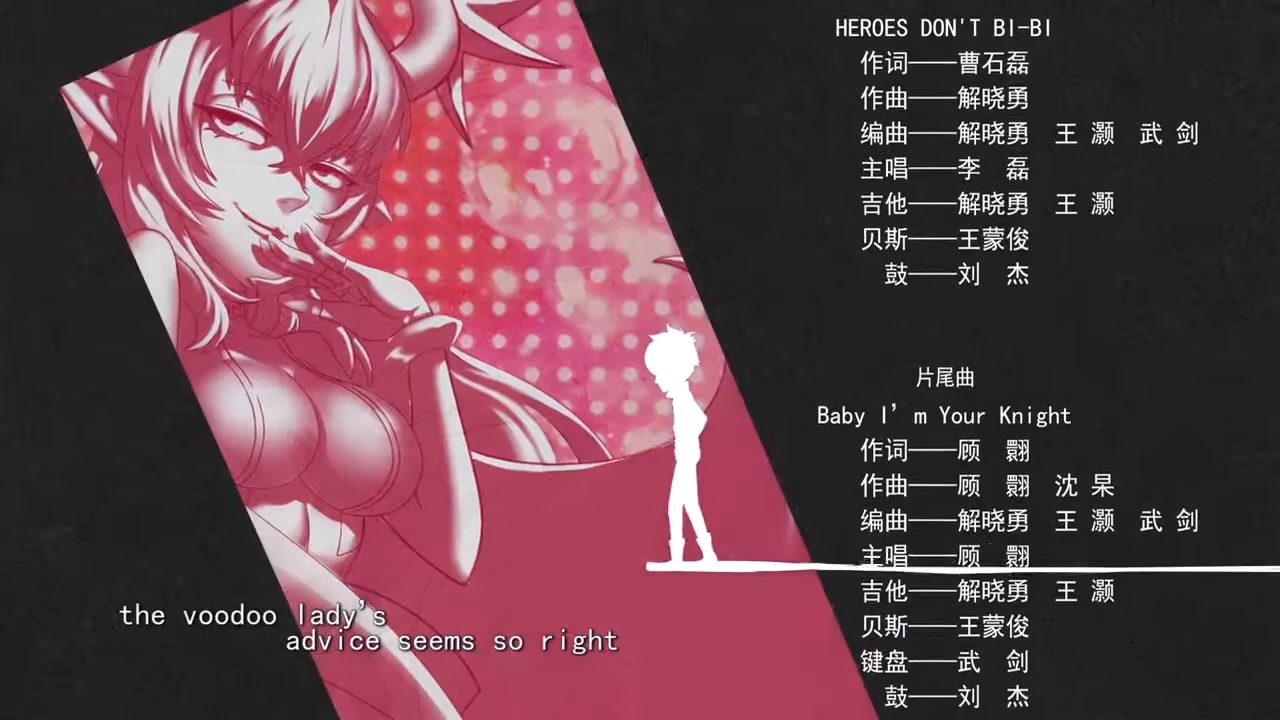 HEROES DON'T BI-BI
作词——曹石磊
作曲——解晓勇
编曲——解晓勇 王 灏 武 剑
主唱——李 磊
吉他——解晓勇 王 灏
贝斯——王蒙俊
鼓——刘 杰
片尾曲
Baby I’m Your Knight
作词——顾 翾
作曲——顾 翾 沈 杲
编曲——解晓勇 王 灏 武 剑
主唱——顾 翾
吉他——解晓勇 王 灏
贝斯——王蒙俊
键盘——武 剑
鼓——刘 杰
the voodoo lady's
advice seems so right